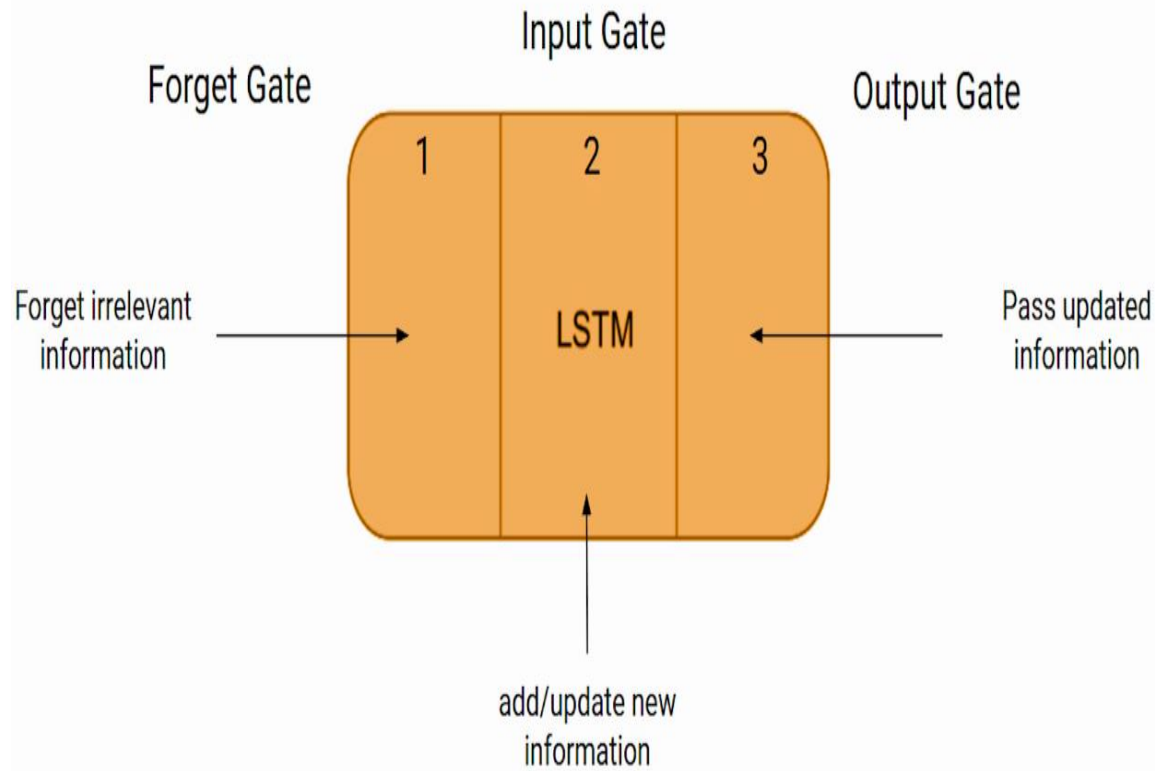 Input Gate
Forget Gate
Output Gate
1
2
3
Forget irrelevant
information
LSTM
Pass updated
information
add/update new
information